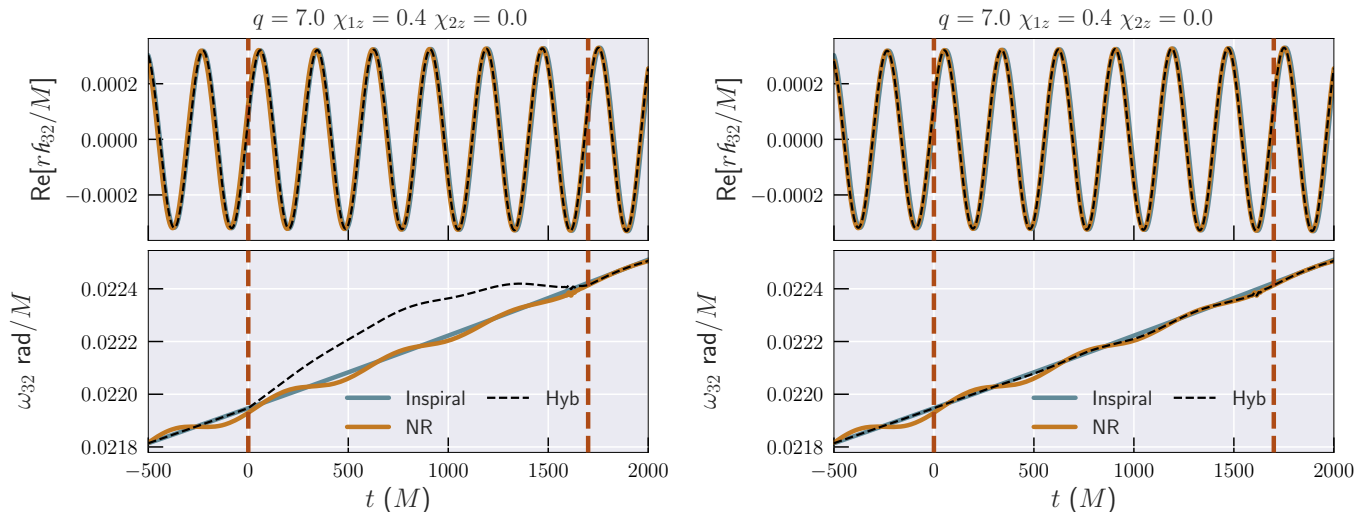 q = 7.0 χ₁z = 0.4 χ₂z = 0.0
Re[rh₃₂/M]
0.0002
0.0000
−0.0002
ω₃₂ rad/M
0.0224
0.0222
0.0220
0.0218
Inspiral
Hyb
NR
−500
0
500
1000
1500
2000
t (M)
q = 7.0 χ₁z = 0.4 χ₂z = 0.0
Re[rh₃₂/M]
0.0002
0.0000
−0.0002
ω₃₂ rad/M
0.0224
0.0222
0.0220
0.0218
Inspiral
Hyb
NR
−500
0
500
1000
1500
2000
t (M)